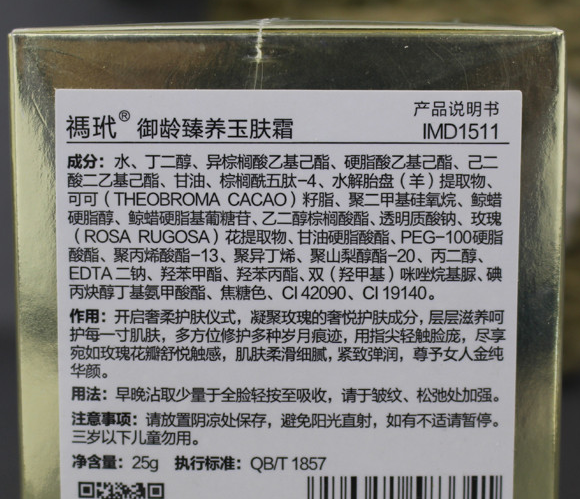 禡玳® 御龄臻养玉肤霜
产品说明书
IMD1511
成分：水、丁二醇、异棕榈酸乙基己酯、硬脂酸乙基己酯、己二
酸二乙基己酯、甘油、棕榈酰五肽-4、水解胎盘（羊）提取物、
可可（THEOBROMA CACAO）籽脂、聚二甲基硅氧烷、鲸蜡
硬脂醇、鲸蜡硬脂基葡糖苷、乙二醇棕榈酸酯、透明质酸钠、玫瑰
（ROSA RUGOSA）花提取物、甘油硬脂酸酯、PEG-100硬脂
酸酯、聚丙烯酸酯-13、聚异丁烯、聚山梨醇酯-20、丙二醇、
EDTA 二钠、羟苯甲酯、羟苯丙酯、双（羟甲基）咪唑烷基脲、碘
丙炔醇丁基氨甲酸酯、焦糖色、CI 42090、CI 19140。
作用：开启奢柔护肤仪式，凝聚玫瑰的奢悦护肤成分，层层滋养呵
护每一寸肌肤，多方位修护多种岁月痕迹，用指尖轻触脸庞，尽享
宛如玫瑰花瓣舒悦触感，肌肤柔滑细腻，紧致弹润，尊予女人金纯
华颜。
用法：早晚沾取少量于全脸轻按至吸收，请于皱纹、松弛处加强。
注意事项：请放置阴凉处保存，避免阳光直射，如有不适请暂停。
三岁以下儿童勿用。
净含量：25g 执行标准：QB/T 1857